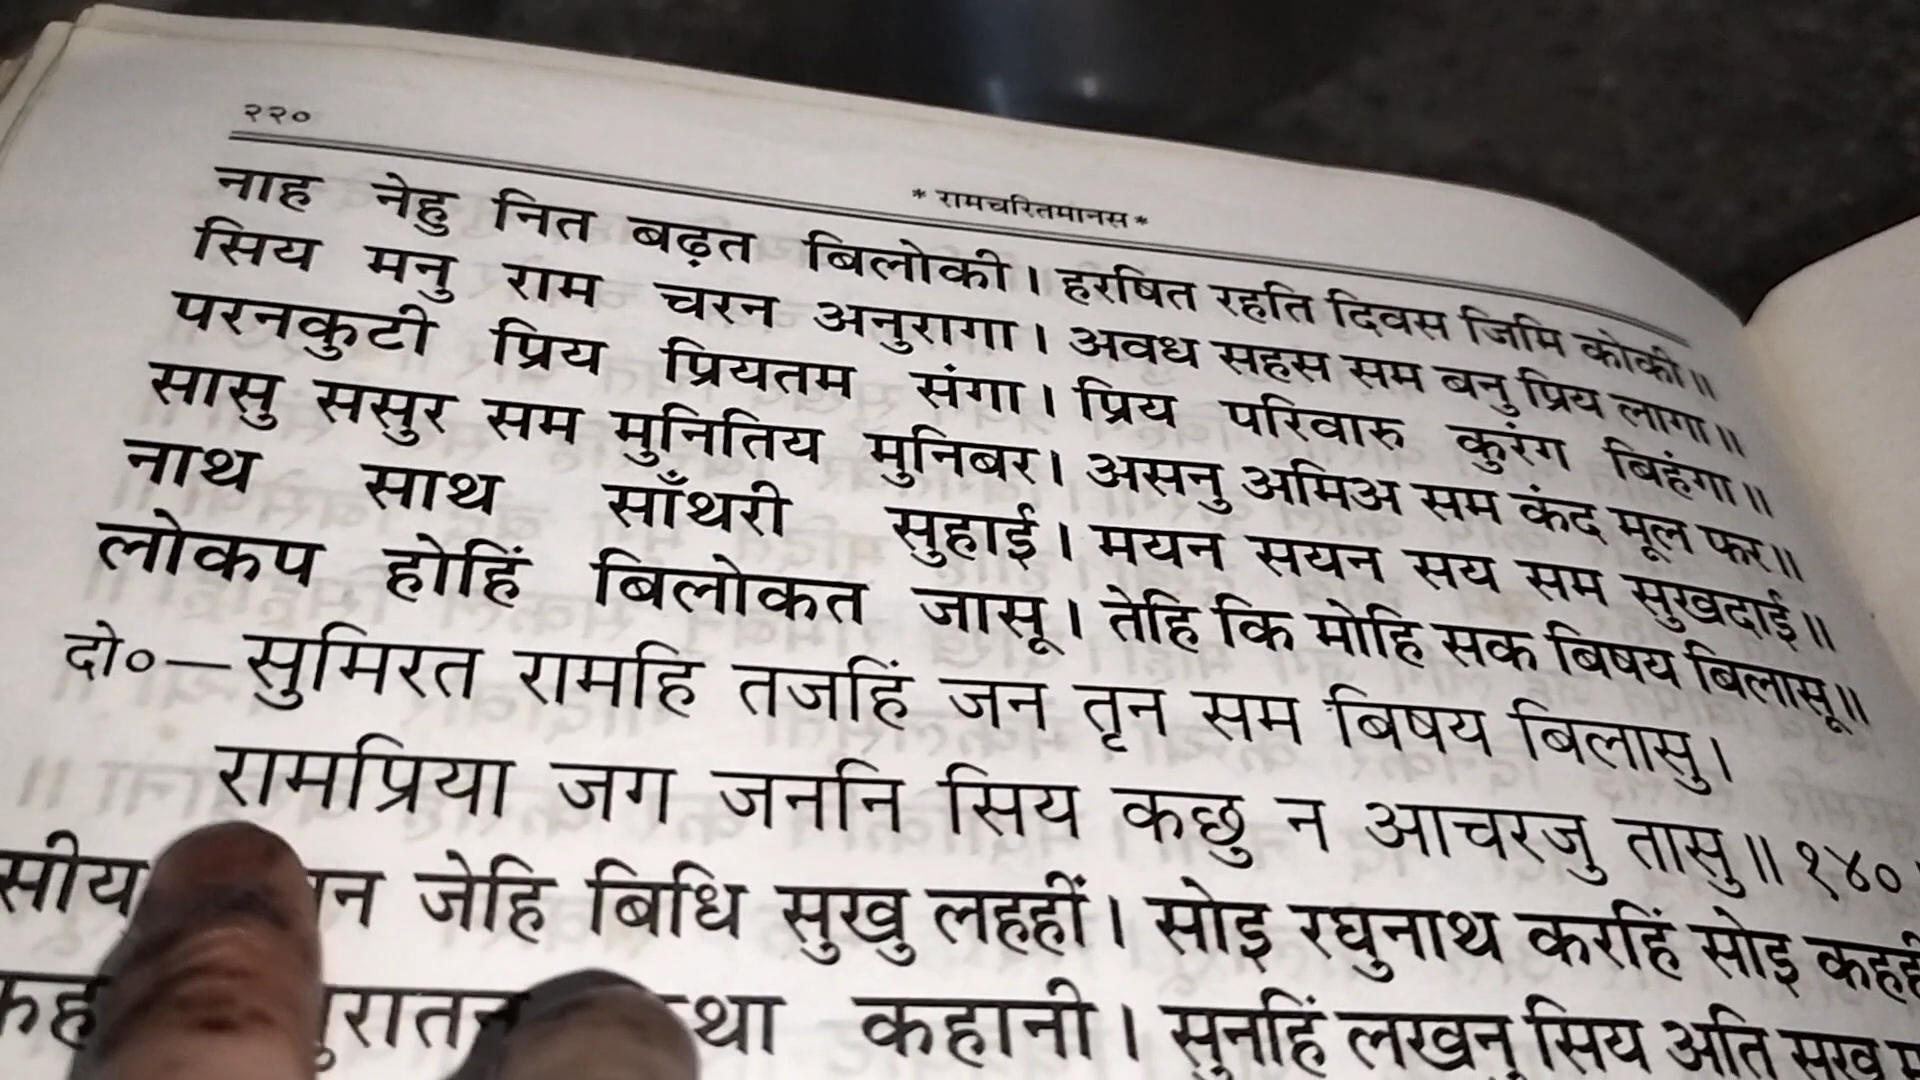 २२०
* रामचरितमानस *
नाह नेहु नित बढ़त बिलोकी। हरषित रहति दिवस जिमि कोकी॥
सिय मनु राम चरन अनुरागा। अवध सहस सम बनु प्रिय लागा॥
परनकुटी प्रिय प्रियतम संगा। प्रिय परिवारु कुरंग बिहंगा॥
सासु ससुर सम मुनितिय मुनिबर। असनु अमिअ सम कंद मूल फर॥
नाथ साथ साँथरी सुहाई। मयन सयन सय सम सुखदाई॥
लोकप होहिं बिलोकत जासू। तेहि कि मोहि सक बिषय बिलासू॥
दो०—सुमिरत रामहि तजहिं जन तृन सम बिषय बिलासु।
रामप्रिया जग जननि सिय कछु न आचरजु तासु॥ १४०
सीय जेहि बिधि सुखु लहहीं। सोइ रघुनाथ करहिं सोइ
कहानी। सुनहिं लखनु सिय अति